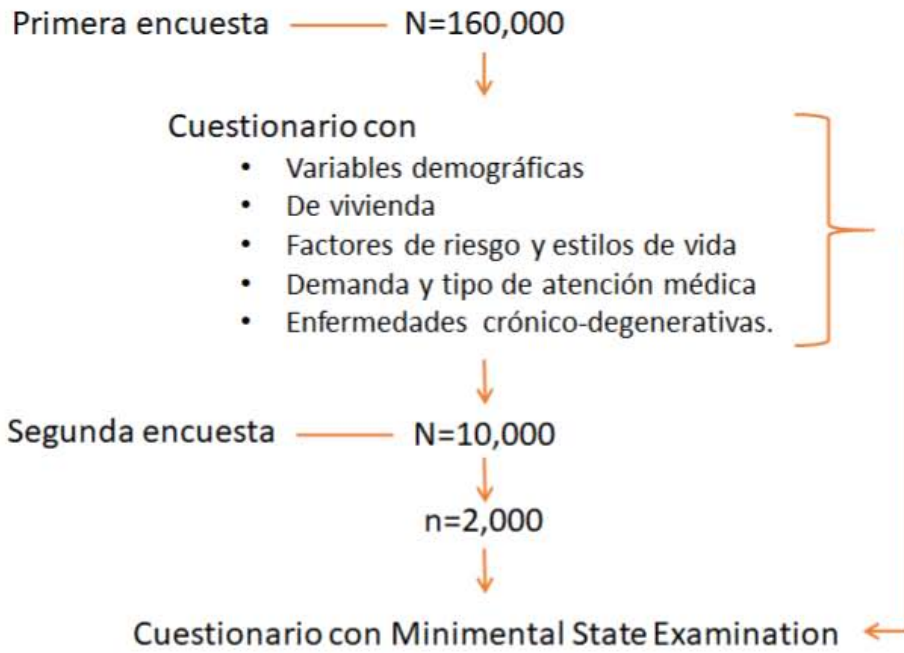 Primera encuesta N=160,000
Cuestionario con
• Variables demográficas
• De vivienda
• Factores de riesgo y estilos de vida
• Demanda y tipo de atención médica
• Enfermedades crónico-degenerativas.
Segunda encuesta N=10,000
n=2,000
Cuestionario con Minimental State Examination